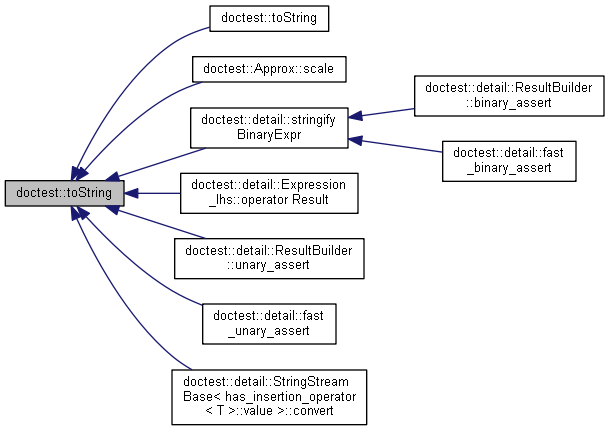 doctest::toString
doctest::toString
doctest::Approx::scale
doctest::detail::stringify
BinaryExpr
doctest::detail::ResultBuilder
::binary_assert
doctest::detail::fast
_binary_assert
doctest::detail::Expression
_lhs::operator Result
doctest::detail::ResultBuilder
::unary_assert
doctest::detail::fast
_unary_assert
doctest::detail::StringStream
Base< has_insertion_operator
< T >::value >::convert